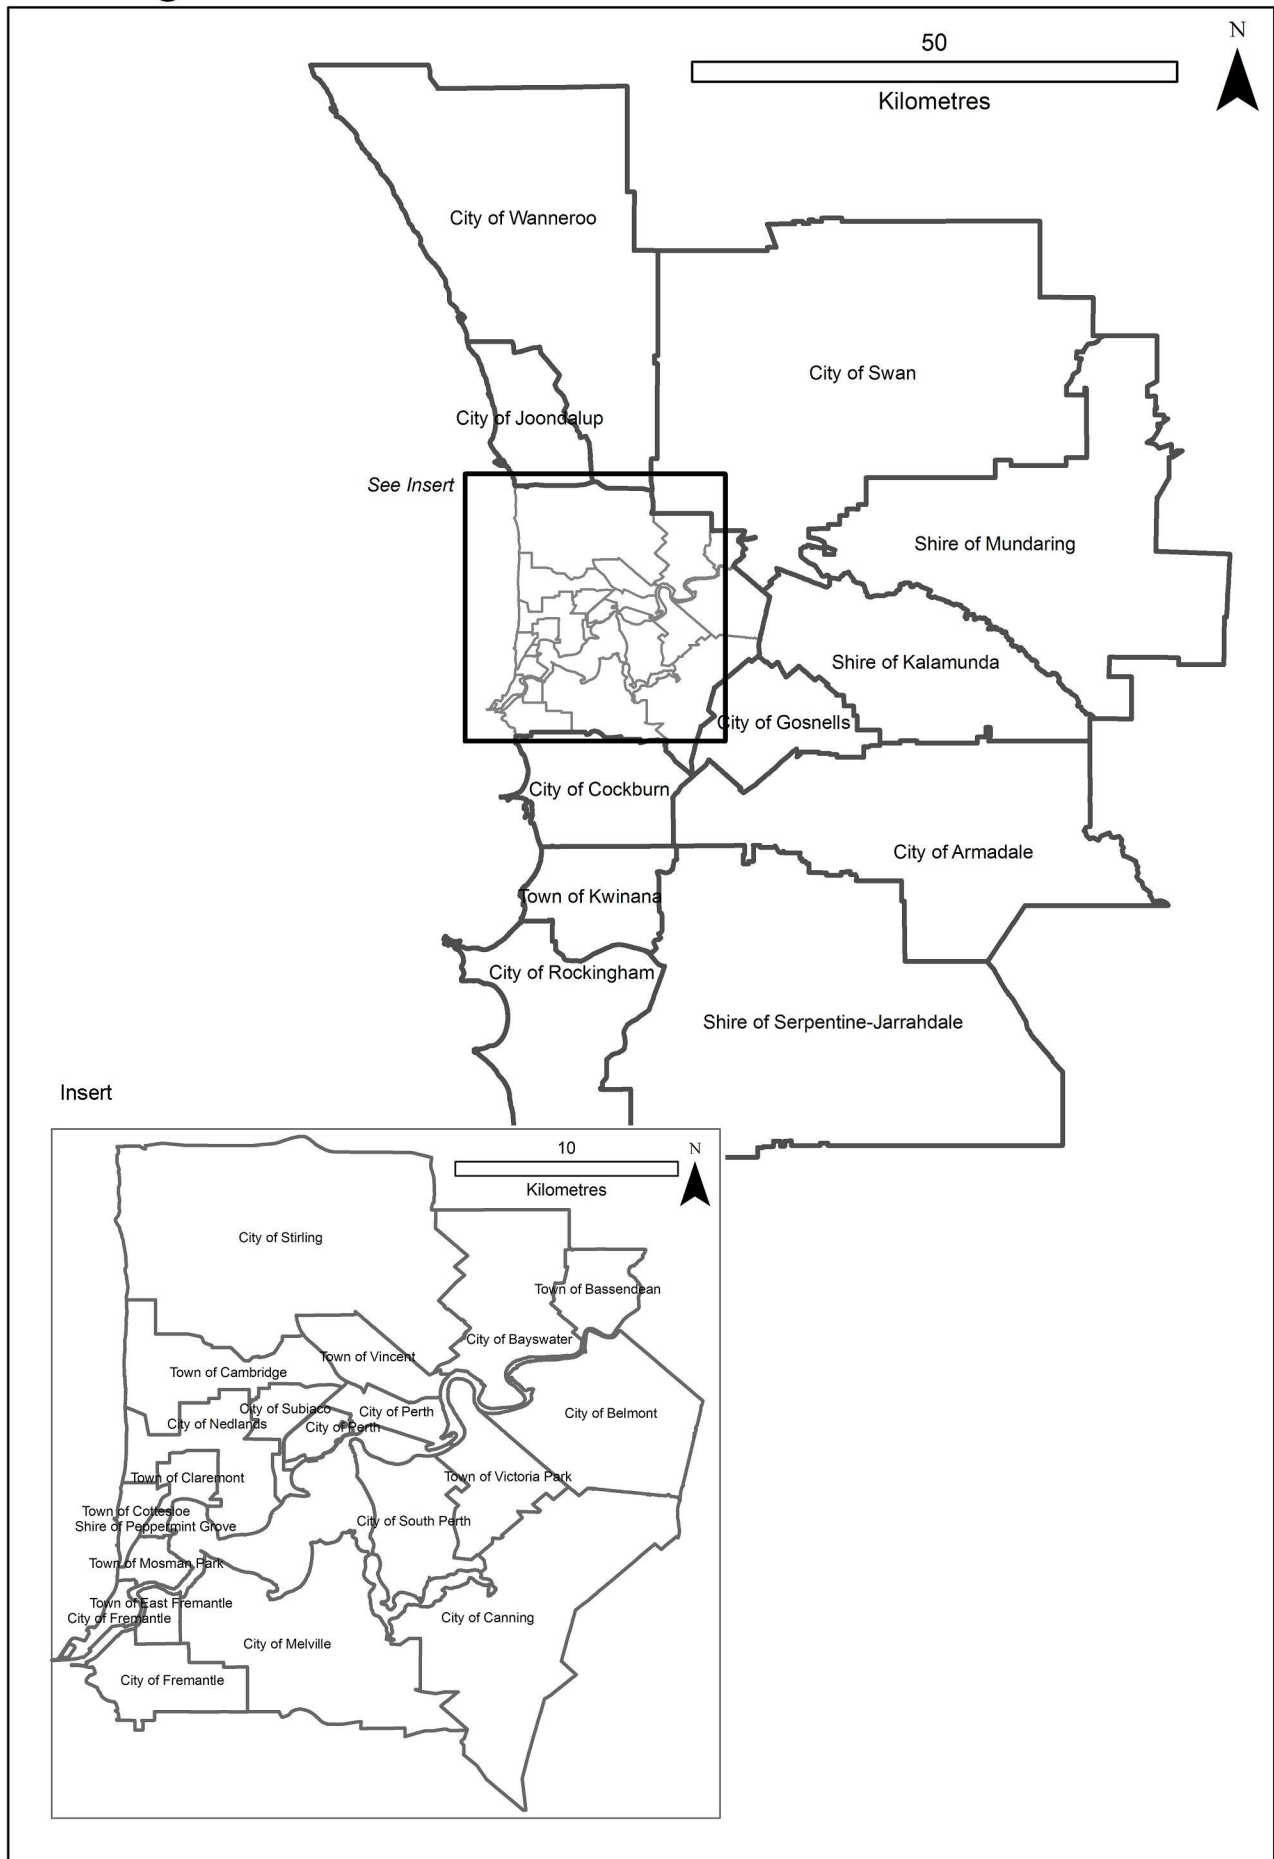 50
N
Kilometres
City of Wanneroo
City of Swan
City of Joondalup
See Insert
Shire of Mundaring
Shire of Kalamunda
City of Gosnells
City of Cockburn
City of Armadale
Town of Kwinana
City of Rockingham
Shire of Serpentine-Jarrahdale
Insert
10
N
Kilometres
City of Stirling
Town of Bassendean
City of Bayswater
Town of Vincent
Town of Cambridge
City of Subiaco
City of Perth
City of Belmont
City of Nedlands
City of Perth
Town of Claremont
Town of Victoria Park
Town of Cottesloe
City of South Perth
Shire of Peppermint Grove
Town of Mosman Park
Town of East Fremantle
City of Fremantle
City of Canning
City of Melville
City of Fremantle